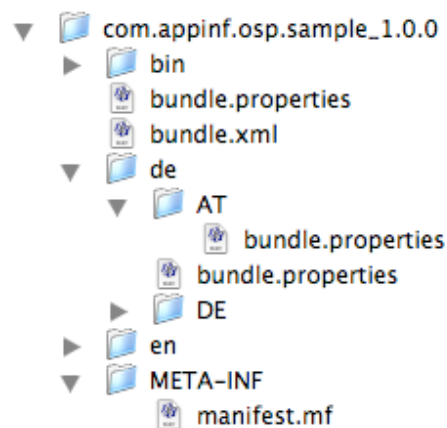 com.appinf.osp.sample_1.0.0
bin
bundle.properties
bundle.xml
de
AT
bundle.properties
bundle.properties
DE
en
META-INF
manifest.mf